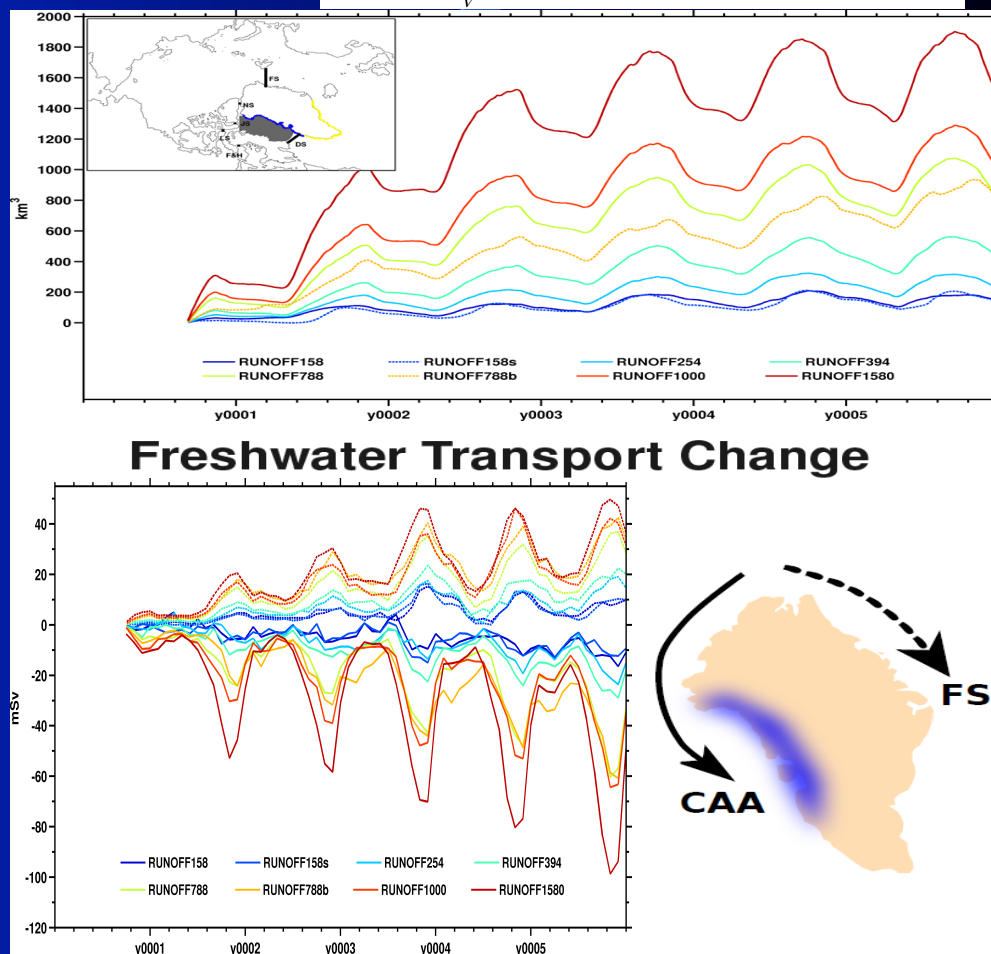 v
2000
1800
1600
1400
1200
1000
800
600
400
200
0
km³
FS
NS
JS
LS
DS
F&H
RUNOFF158 RUNOFF158s RUNOFF254 RUNOFF394
RUNOFF788 RUNOFF788b RUNOFF1000 RUNOFF1580
y0001 y0002 y0003 y0004 y0005
Freshwater Transport Change
40
20
0
-20
-40
-60
-80
-100
-120
mSv
RUNOFF158 RUNOFF158s RUNOFF254 RUNOFF394
RUNOFF788 RUNOFF788b RUNOFF1000 RUNOFF1580
y0001 y0002 y0003 y0004 y0005
FS
CAA